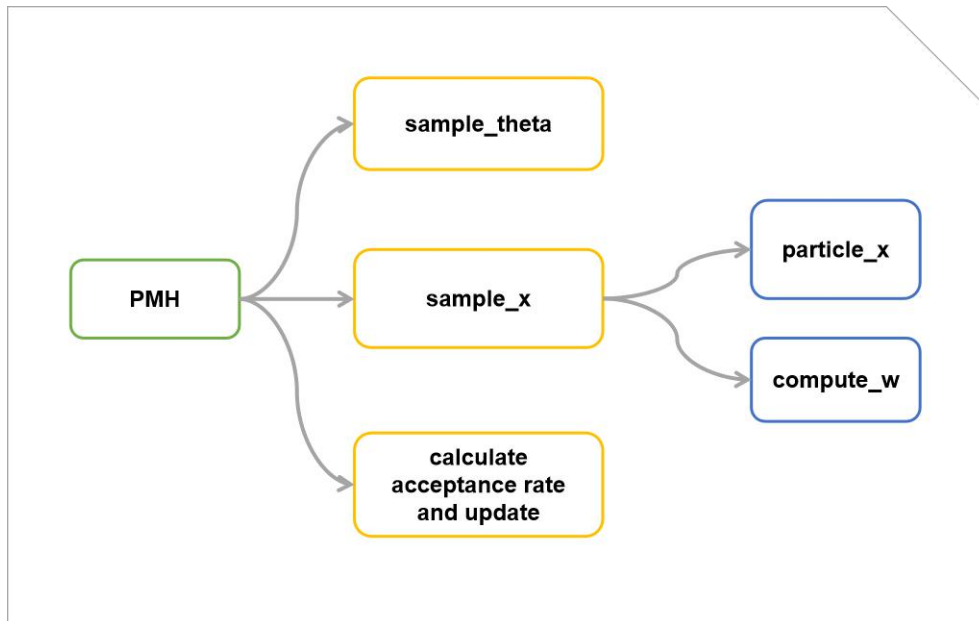 sample_theta
particle_x
PMH
sample_x
compute_w
calculate
acceptance rate
and update